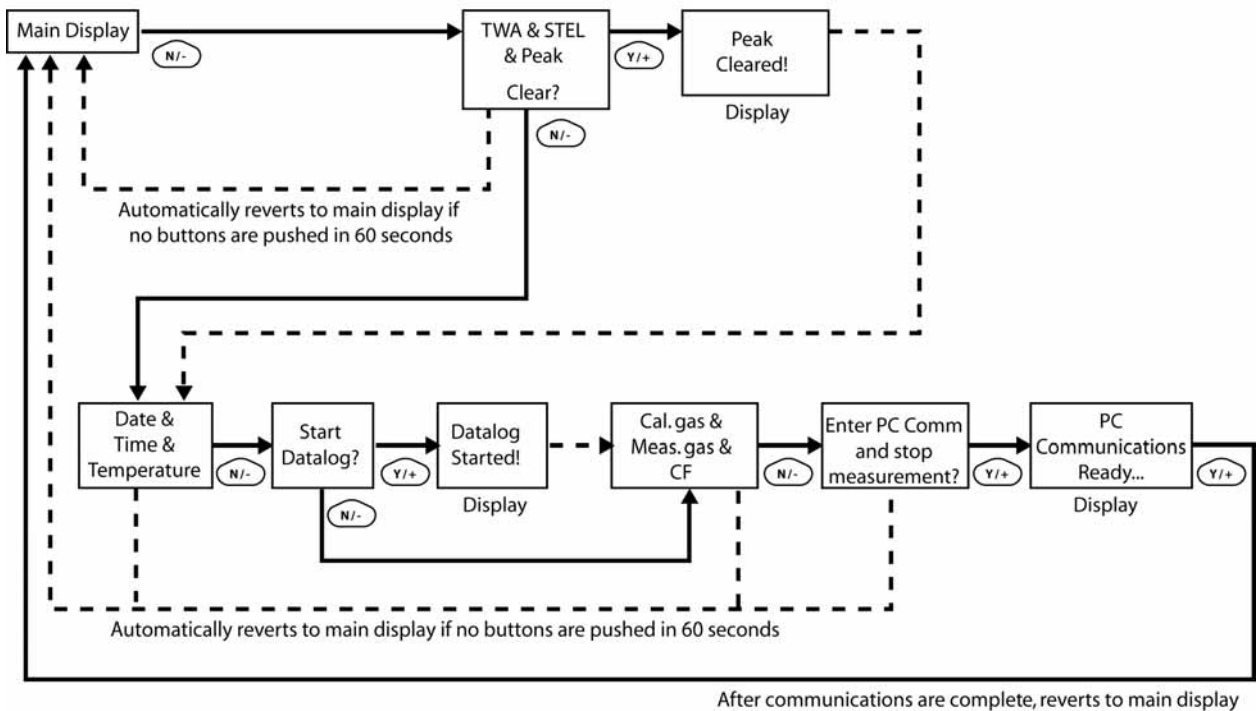 Main Display
N/-
TWA & STEL
& Peak
Clear?
Y/+
Peak
Cleared!
Display
N/-
Automatically reverts to main display if
no buttons are pushed in 60 seconds
Date &
Time &
Temperature
N/-
Start
Datalog?
Y/+
Datalog
Started!
Display
N/-
Cal. gas &
Meas. gas &
CF
N/-
Enter PC Comm
and stop
measurement?
Y/+
PC
Communications
Ready...
Display
Y/+
Automatically reverts to main display if no buttons are pushed in 60 seconds
After communications are complete, reverts to main display